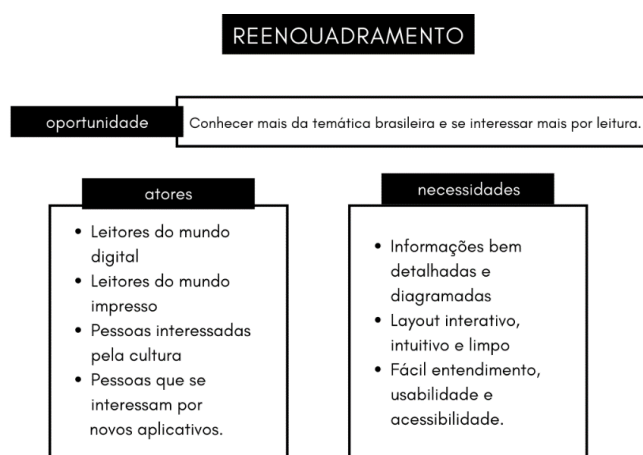 REENQUADRAMENTO
oportunidade
Conhecer mais da temática brasileira e se interessar mais por leitura.
atores
• Leitores do mundo
digital
• Leitores do mundo
impresso
• Pessoas interessadas
pela cultura
• Pessoas que se
interessam por
novos aplicativos.
necessidades
• Informações bem
detalhadas e
diagramadas
• Layout interativo,
intuitivo e limpo
• Fácil entendimento,
usabilidade e
acessibilidade.